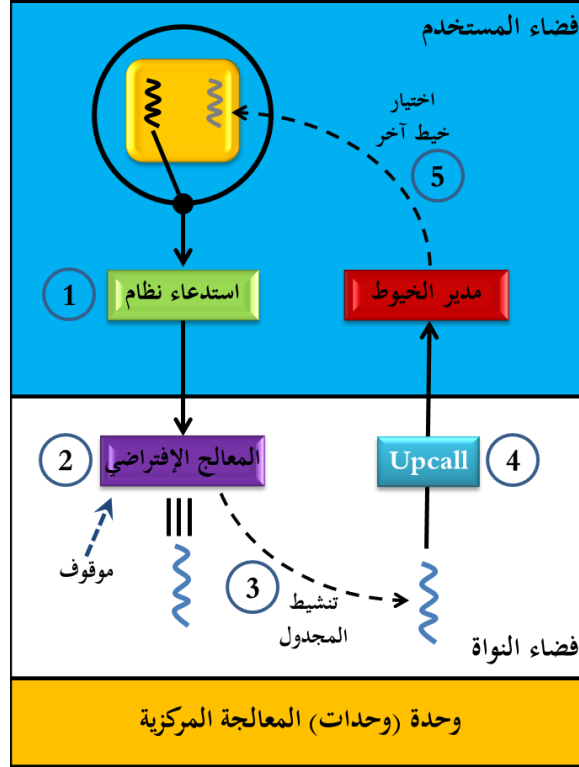 فضاء المستخدم
اختيار
خيط آخر
5
1
استدعاء نظام
مدير الخيوط
2
المعالج الإفتراضي
Upcall
4
موقوف
3
تنشيط
المجدول
فضاء النواة
وحدة (وحدات) المعالجة المركزية